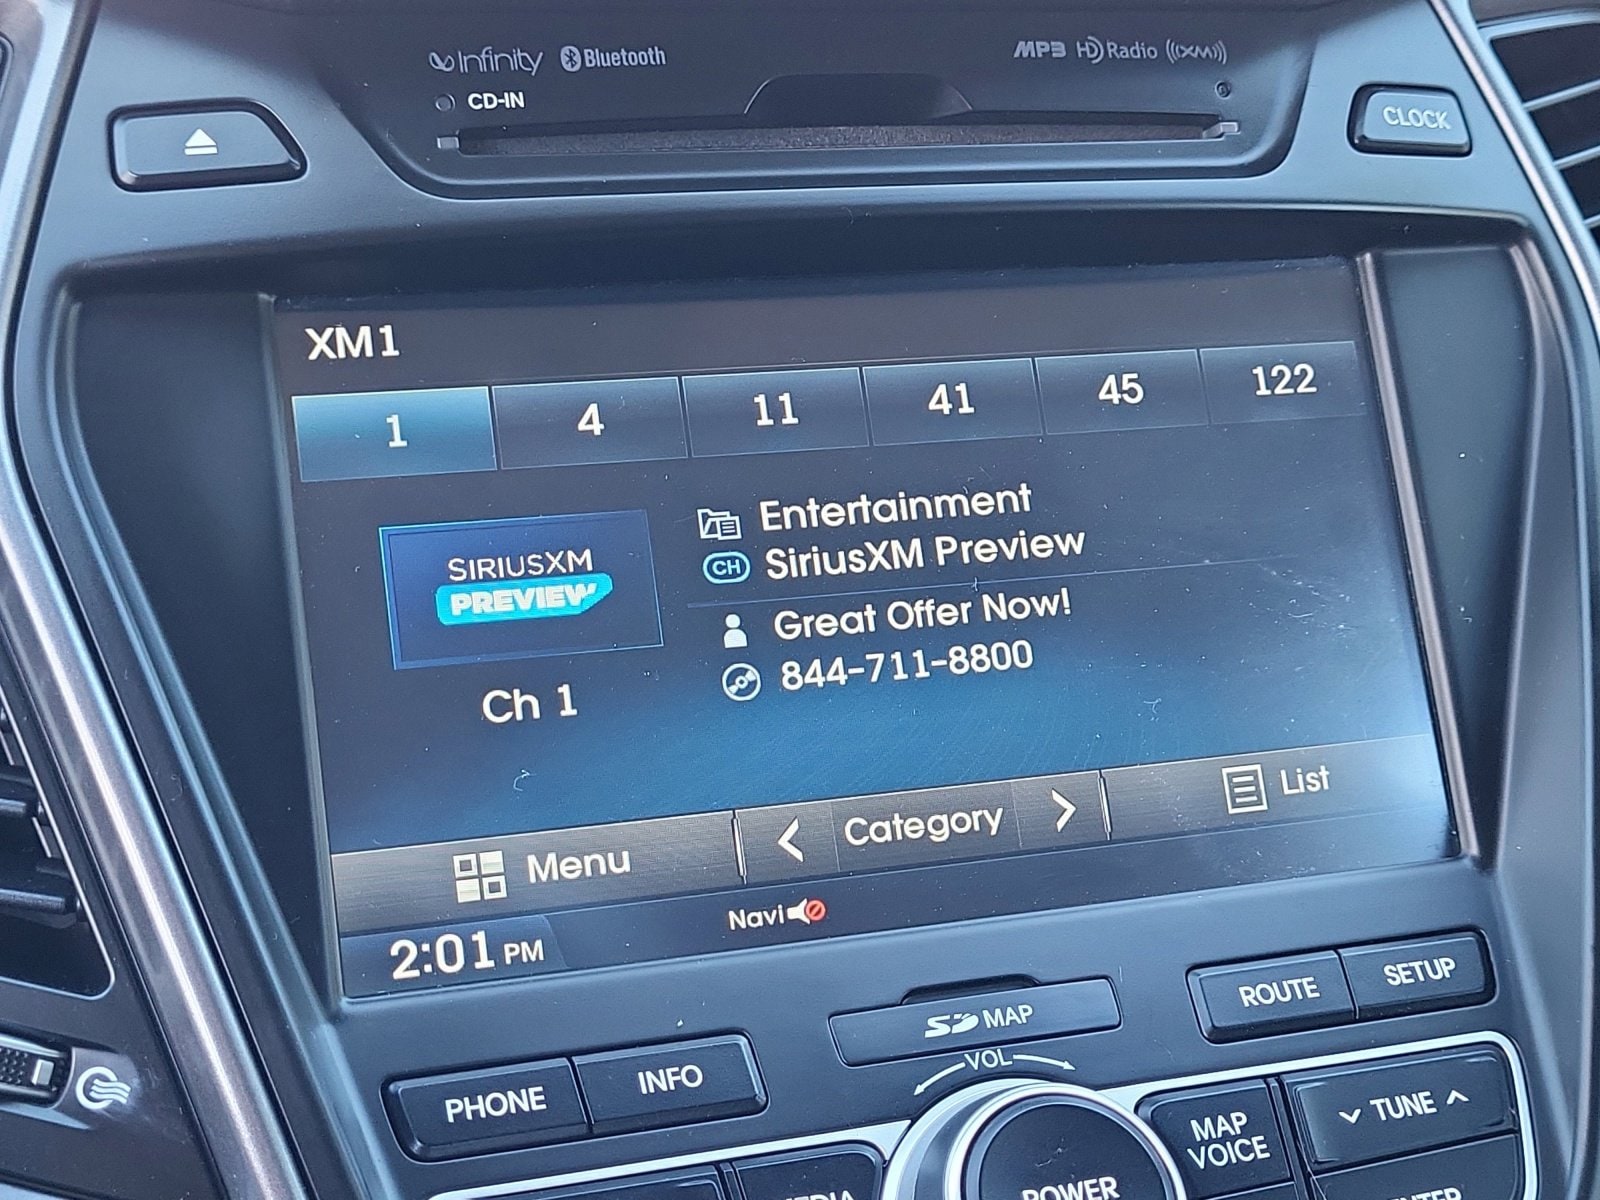 Infinity Bluetooth MP3 HD Radio ((XM))
CD-IN
CLOCK
XM1
1 4 11 41 45 122
SIRIUSXM
PREVIEW
Ch 1
Entertainment
CH SiriusXM Preview
Great Offer Now!
844-711-8800
Menu < Category > List
Navi
2:01 PM
ROUTE SETUP
SD MAP
VOL
PHONE INFO
MAP
VOICE
TUNE
POWER